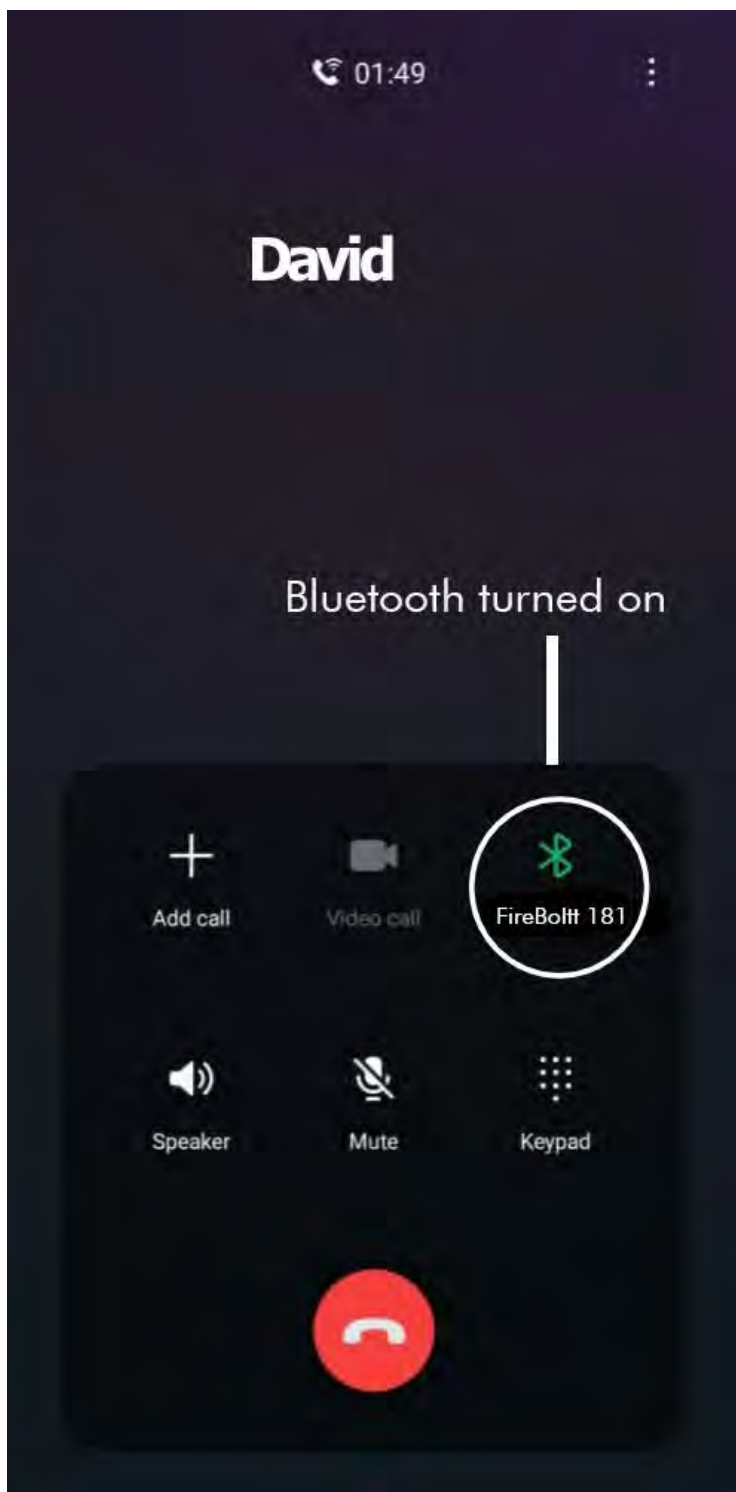 01:49
David
Bluetooth turned on
Add call
Video call
FireBoltt 181
Speaker
Mute
Keypad